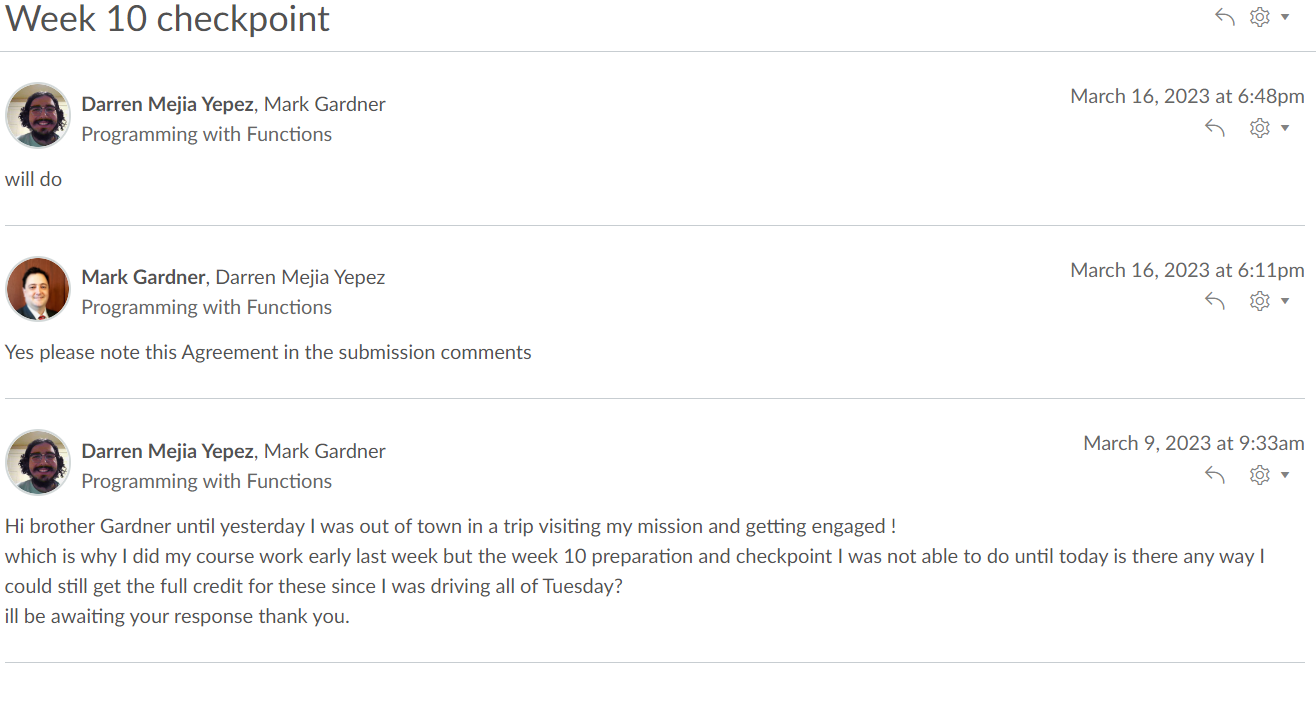 Week 10 checkpoint
Darren Mejia Yepez, Mark Gardner
March 16, 2023 at 6:48pm
Programming with Functions
will do
Mark Gardner, Darren Mejia Yepez
March 16, 2023 at 6:11pm
Programming with Functions
Yes please note this Agreement in the submission comments
Darren Mejia Yepez, Mark Gardner
March 9, 2023 at 9:33am
Programming with Functions
Hi brother Gardner until yesterday I was out of town in a trip visiting my mission and getting engaged !
which is why I did my course work early last week but the week 10 preparation and checkpoint I was not able to do until today is there any way I
could still get the full credit for these since I was driving all of Tuesday?
ill be awaiting your response thank you.